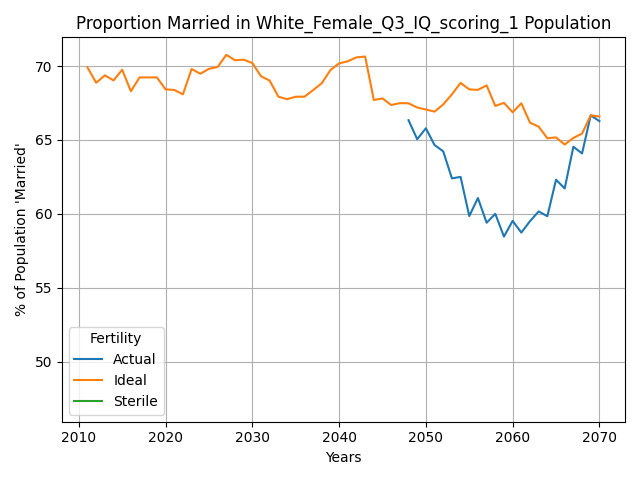 Proportion Married in White_Female_Q3_IQ_scoring_1 Population
% of Population 'Married'
70
65
60
55
50
Fertility
Actual
Ideal
Sterile
2010 2020 2030 2040 2050 2060 2070
Years